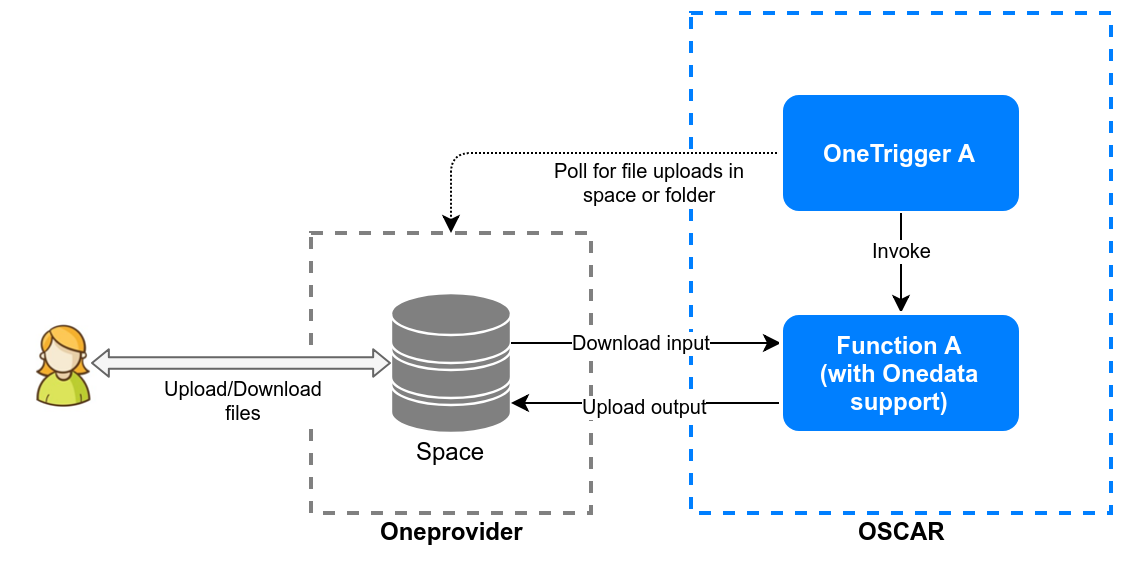 OneTrigger A
Poll for file uploads in
space or folder
Invoke
Download input
Function A
(with Onedata
support)
Upload/Download
files
Upload output
Space
Oneprovider
OSCAR